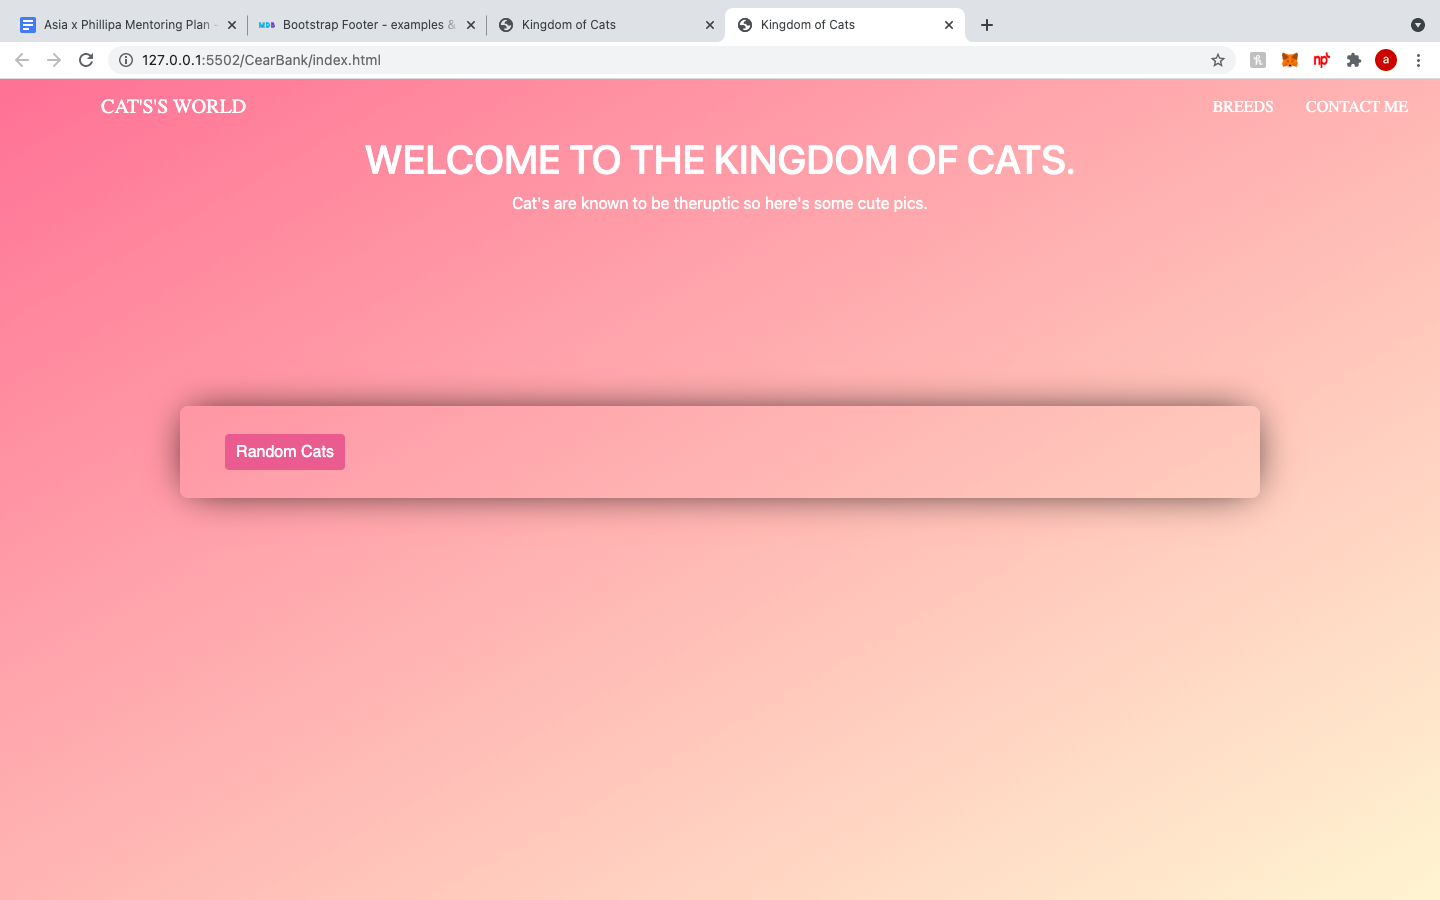 Asia x Phillipa Mentoring Plan -
Bootstrap Footer - examples &
Kingdom of Cats
Kingdom of Cats
127.0.0.1:5502/CearBank/index.html
np
a
CAT'S'S WORLD
BREEDS
CONTACT ME
WELCOME TO THE KINGDOM OF CATS.
Cat's are known to be theruptic so here's some cute pics.
Random Cats